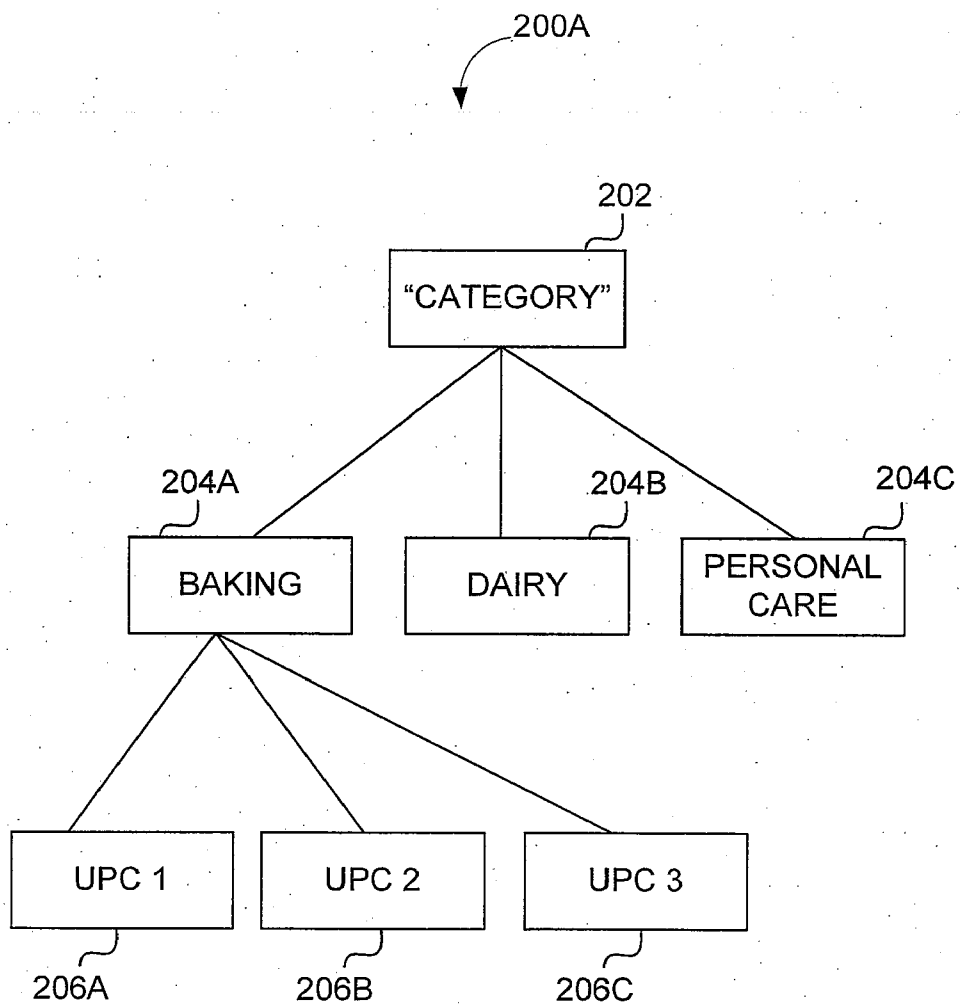 200A
202
“CATEGORY”
204A
204B
204C
BAKING
DAIRY
PERSONAL
CARE
UPC 1
UPC 2
UPC 3
206A
206B
206C